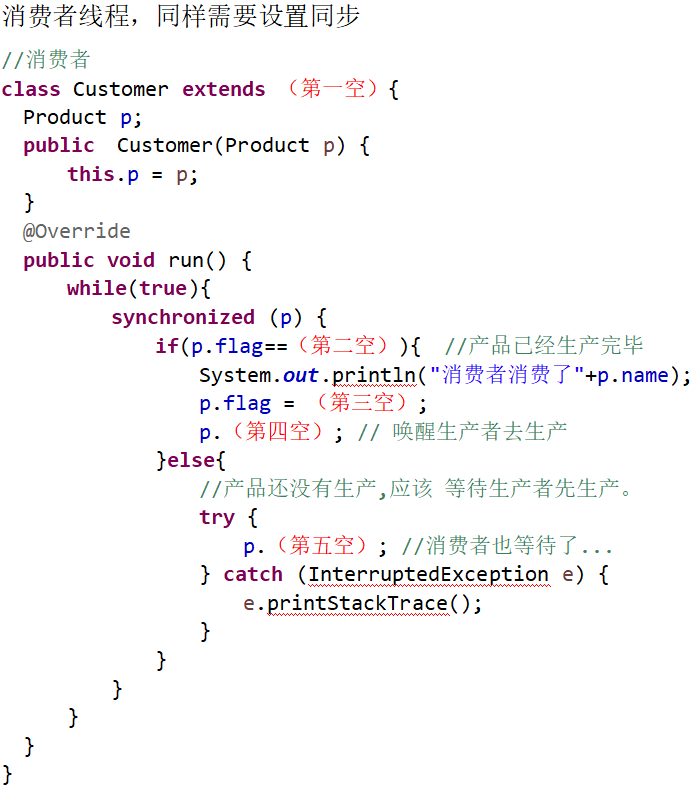 消费者线程，同样需要设置同步
//消费者
class Customer extends （第一空）{
Product p;
public  Customer(Product p) {
this.p = p;
}
@Override
public void run() {
while(true){
synchronized (p) {
if(p.flag==（第二空）){  //产品已经生产完毕
System.out.println("消费者消费了"+p.name);
p.flag = （第三空）;
p.（第四空）; // 唤醒生产者去生产
}else{
//产品还没有生产,应该 等待生产者先生产。
try {
p.（第五空）; //消费者也等待了...
} catch (InterruptedException e) {
e.printStackTrace();
}
}
}
}
}
}